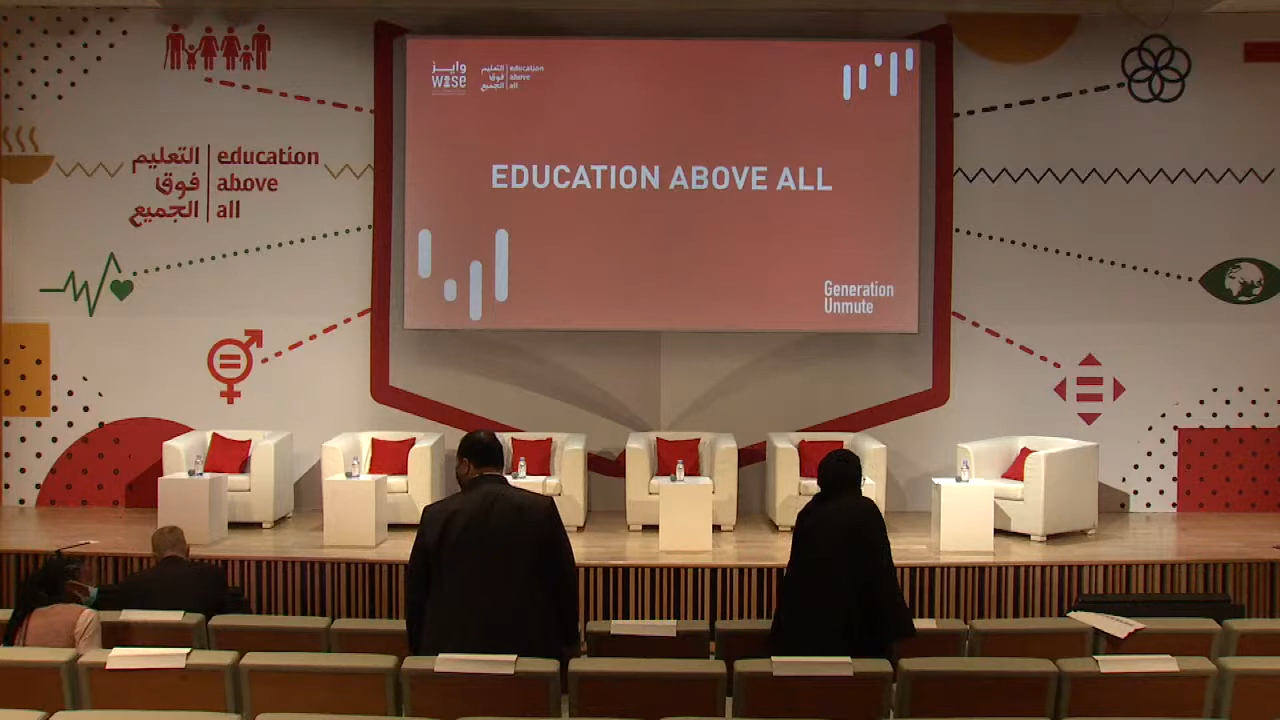 وايز
wise
التعليم
فوق
الجميع
education
above
all
EDUCATION ABOVE ALL
Generation
Unmute
التعليم
فوق
الجميع
education
above
all